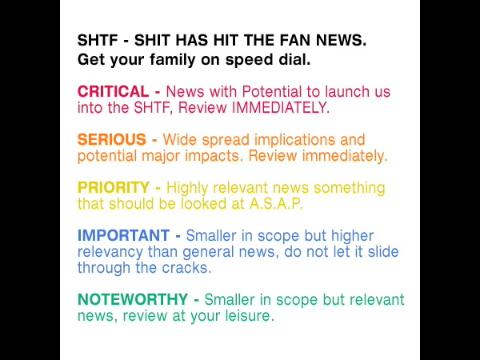 SHTF - SHIT HAS HIT THE FAN NEWS.
Get your family on speed dial.
CRITICAL - News with Potential to launch us
into the SHTF, Review IMMEDIATELY.
SERIOUS - Wide spread implications and
potential major impacts. Review immediately.
PRIORITY - Highly relevant news something
that should be looked at A.S.A.P.
IMPORTANT - Smaller in scope but higher
relevancy than general news, do not let it slide
through the cracks.
NOTEWORTHY - Smaller in scope but relevant
news, review at your leisure.